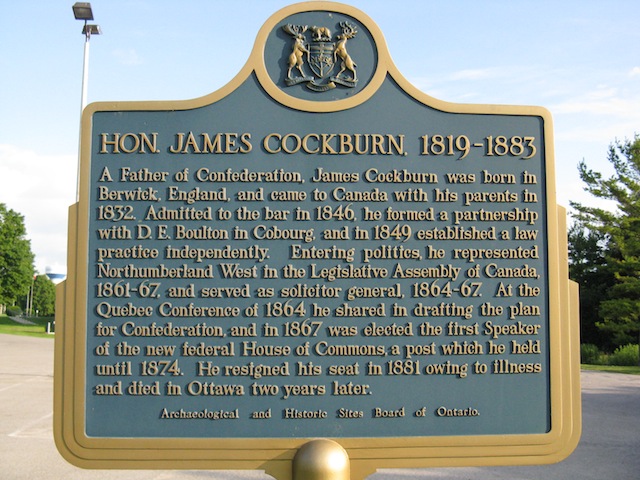 HON. JAMES COCKBURN, 1819-1883
A Father of Confederation, James Cockburn was born in
Berwick, England, and came to Canada with his parents in
1832. Admitted to the bar in 1846, he formed a partnership
with D. E. Boulton in Cobourg, and in 1849 established a law
practice independently. Entering politics, he represented
Northumberland West in the Legislative Assembly of Canada,
1861-67, and served as solicitor general, 1864-67. At the
Quebec Conference of 1864 he shared in drafting the plan
for Confederation, and in 1867 was elected the first Speaker
of the new federal House of Commons, a post which he held
until 1874. He resigned his seat in 1881 owing to illness
and died in Ottawa two years later.
Archaeological and Historic Sites Board of Ontario.